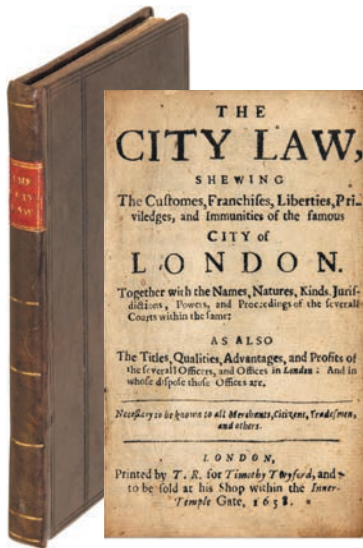 THE
CITY
LAW
THE
CITY LAW,
SHEWING
The Cuſtomes, Franchiſes, Liberties, Pri-
viledges, and Immunities of the famous
CITY of
LONDON.
Together with the Names, Natures, Kinds, Juriſ-
dictions, Powers, and Proceedings of the ſeverall
Courts within the ſame:
AS ALSO
The Titles, Qualities, Advantages, and Profits of
the ſeverall Officers, and Offices in London: And in
whoſe diſpoſe thoſe Offices are.
Neceſſary to be known to all Merchants, Citizens, Tradeſmen,
and others.
LONDON,
Printed by T. R. for Timothy Twyford, and
to be ſold at his Shop within the Inner-
Temple Gate, 1658.